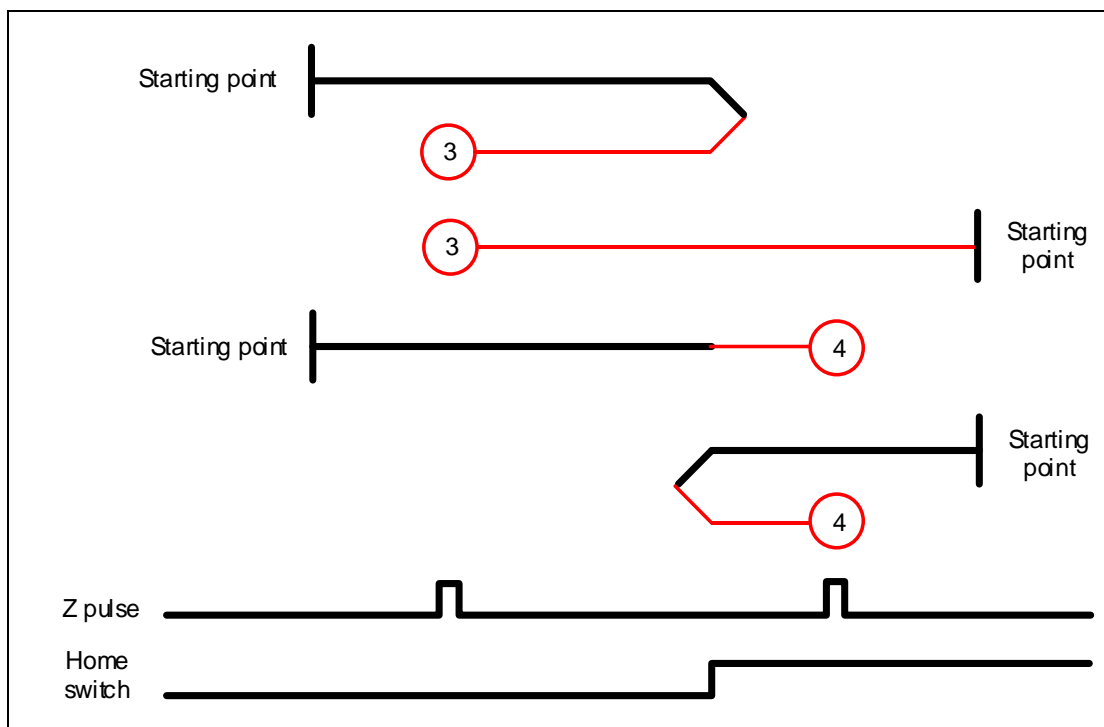 Starting point
3
3
Starting
point
Starting point
4
Starting
point
4
Z pulse
Home
switch